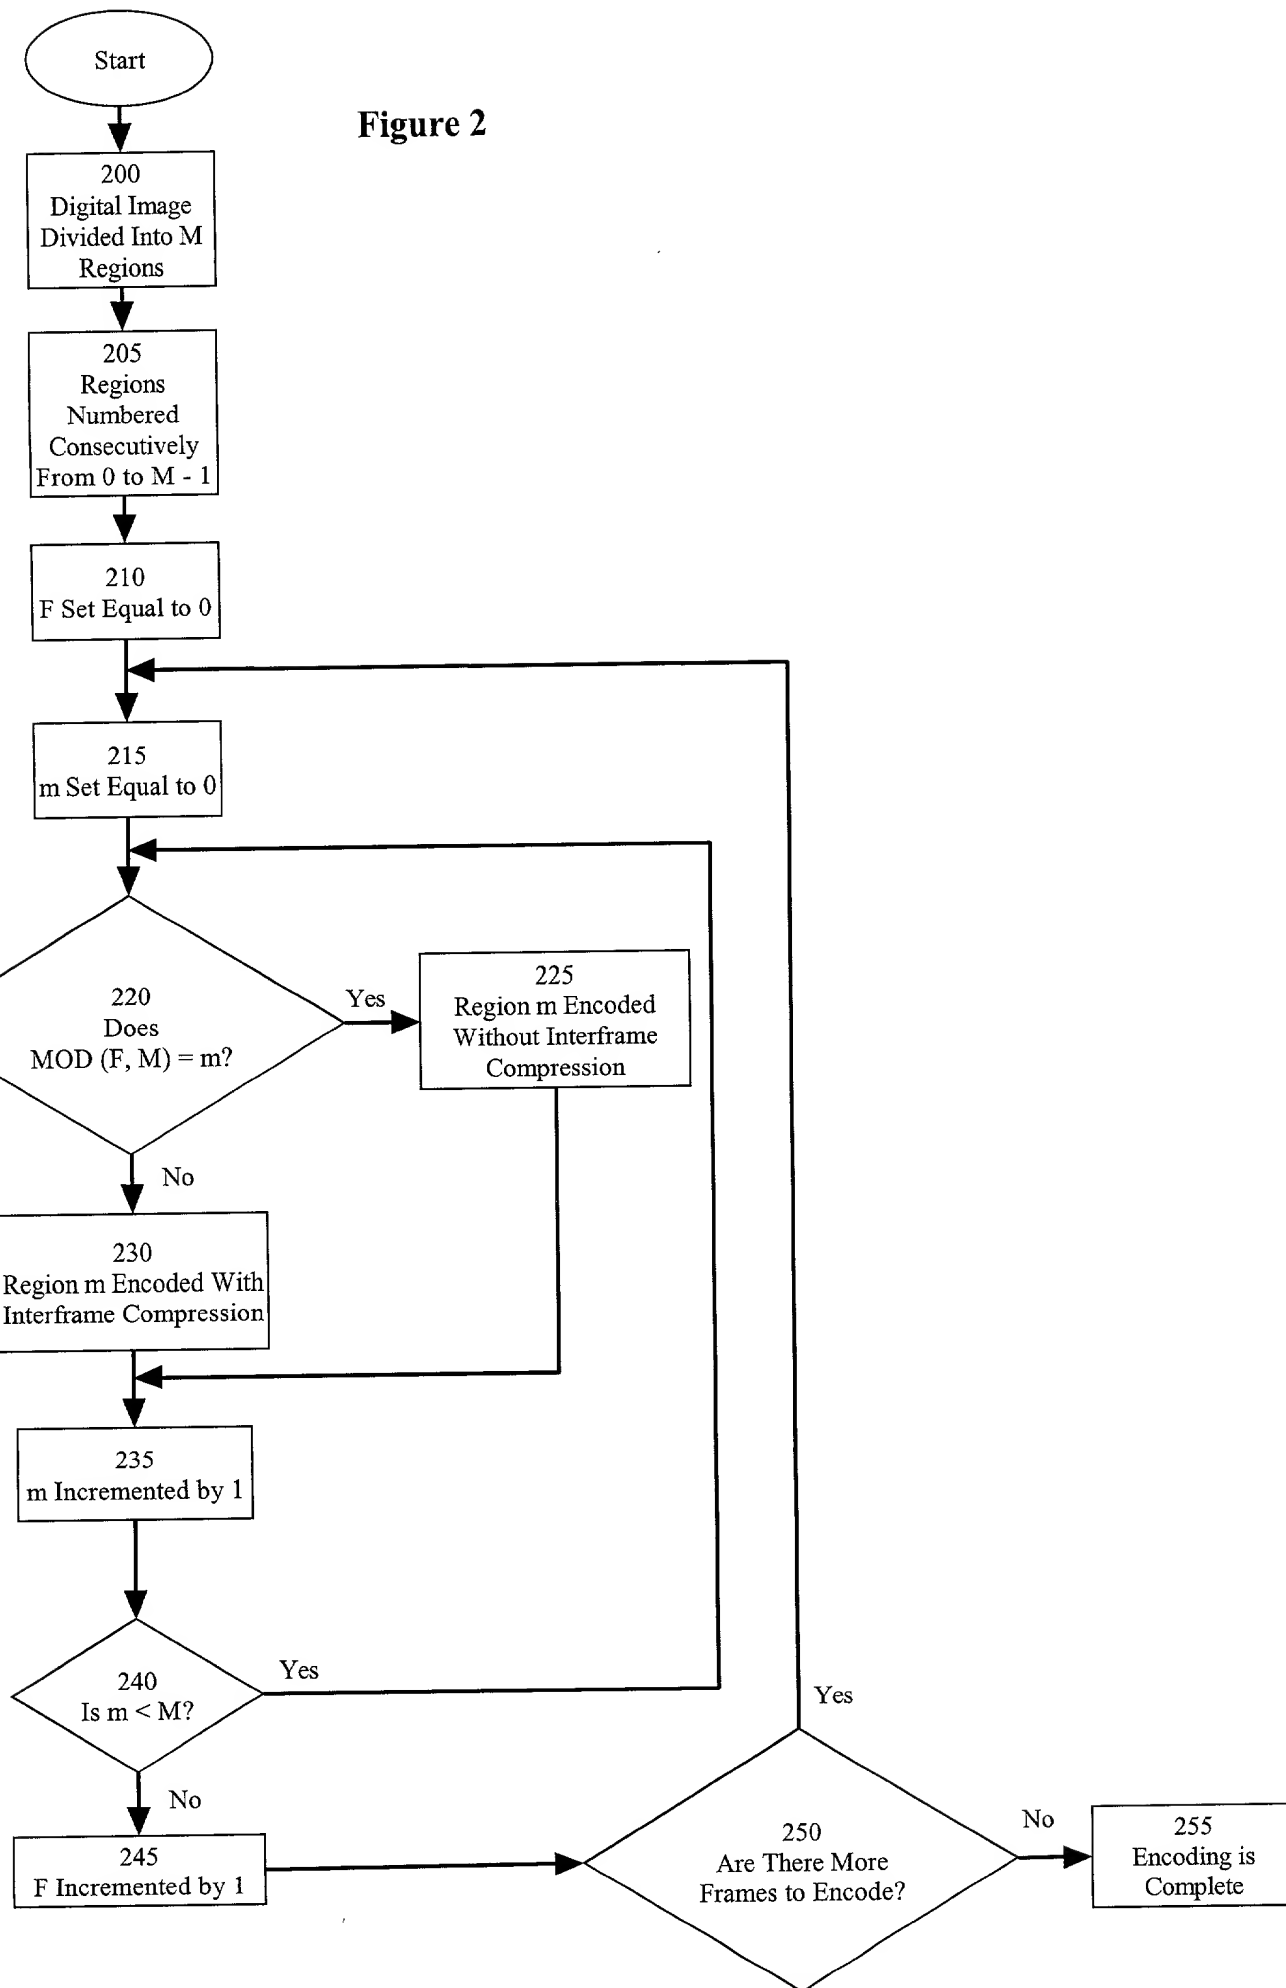 Start
Figure 2
200
Digital Image
Divided Into M
Regions
205
Regions
Numbered
Consecutively
From 0 to M - 1
210
F Set Equal to 0
215
m Set Equal to 0
220
Does
MOD (F, M) = m?
Yes
225
Region m Encoded
Without Interframe
Compression
No
230
Region m Encoded With
Interframe Compression
235
m Incremented by 1
240
Is m < M?
Yes
No
245
F Incremented by 1
250
Are There More
Frames to Encode?
Yes
No
255
Encoding is
Complete